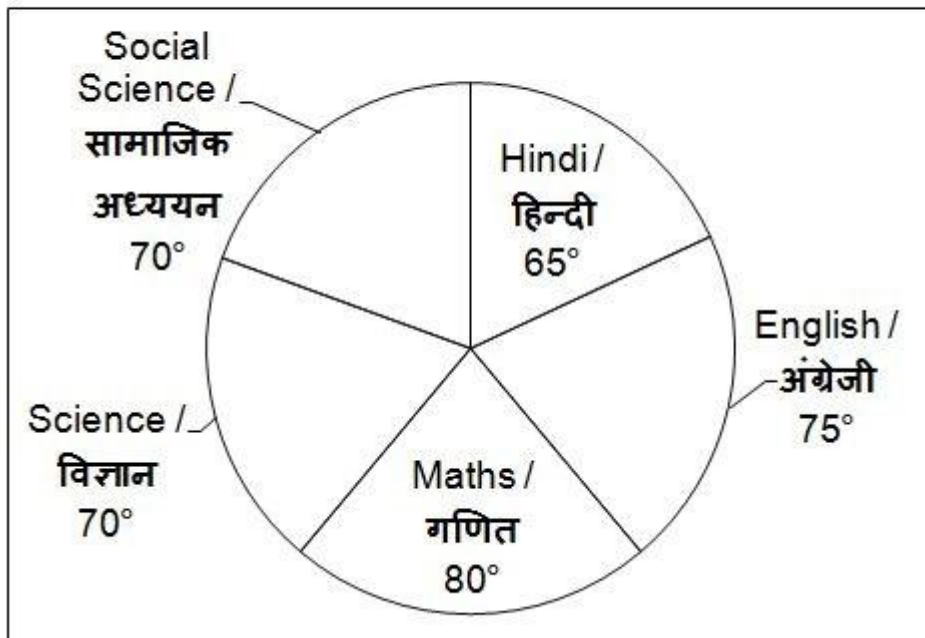 Social
Science /
सामाजिक
अध्ययन
70°
Hindi /
हिन्दी
65°
English /
अंग्रेजी
75°
Science /
विज्ञान
70°
Maths /
गणित
80°